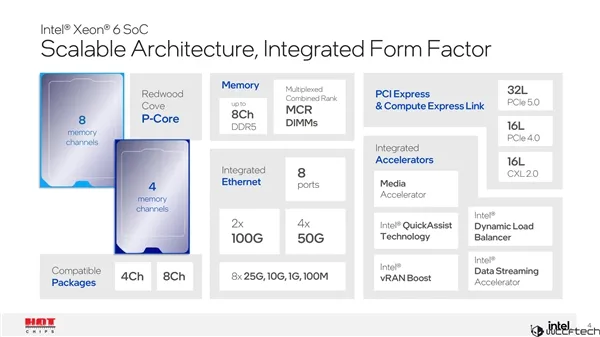 Intel® Xeon® 6 SoC
Scalable Architecture, Integrated Form Factor
8
memory
channels
Redwood
Cove
P-Core
4
memory
channels
Compatible
Packages
4Ch
8Ch
Memory
up to
8Ch
DDR5
Multiplexed
Combined Rank
MCR
DIMMs
Integrated
Ethernet
8
ports
2x
100G
4x
50G
8x 25G, 10G, 1G, 100M
PCI Express
& Compute Express Link
32L
PCIe 5.0
16L
PCIe 4.0
16L
CXL 2.0
Integrated
Accelerators
Media
Accelerator
Intel® QuickAssist
Technology
Intel®
Dynamic Load
Balancer
Intel®
vRAN Boost
Intel®
Data Streaming
Accelerator
HOT
CHIPS
intel
4
wccftech